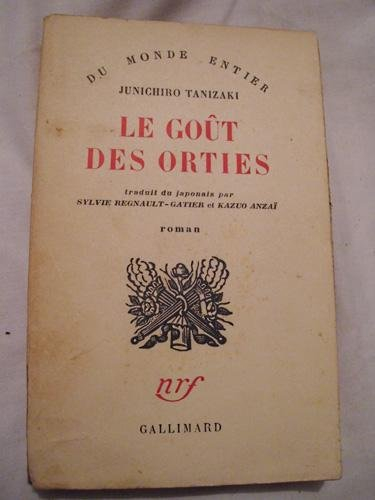 DU MONDE ENTIER
JUNICHIRO TANIZAKI
LE GOÛT
DES ORTIES
traduit du japonais par
SYLVIE REGNAULT-GATIER et KAZUO ANZAÏ
roman
nrf
GALLIMARD